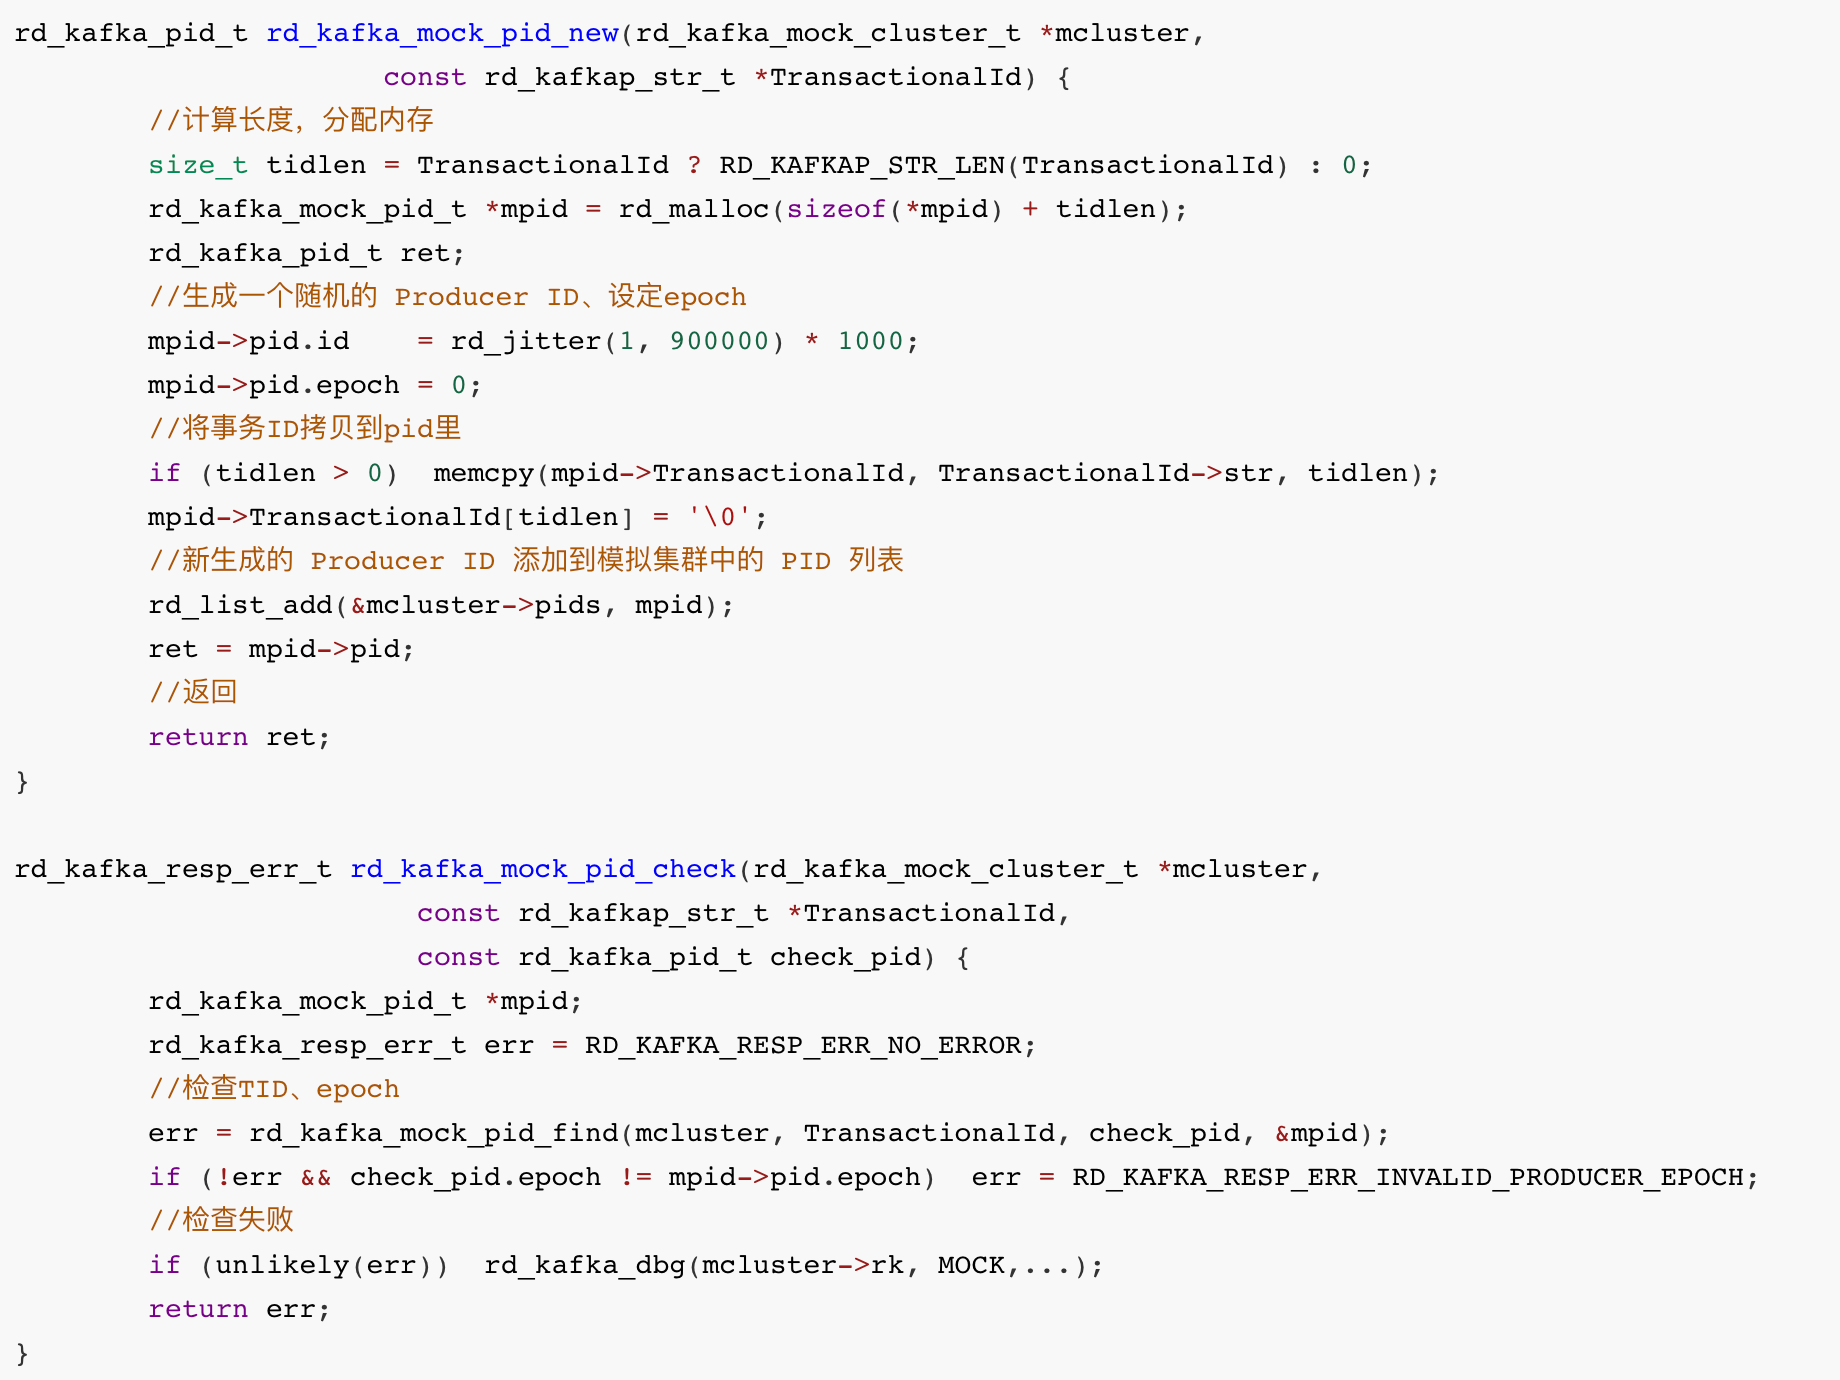 rd_kafka_pid_t rd_kafka_mock_pid_new(rd_kafka_mock_cluster_t *mcluster,
                      const rd_kafkap_str_t *TransactionalId) {
        //计算长度，分配内存
        size_t tidlen = TransactionalId ? RD_KAFKAP_STR_LEN(TransactionalId) : 0;
        rd_kafka_mock_pid_t *mpid = rd_malloc(sizeof(*mpid) + tidlen);
        rd_kafka_pid_t ret;
        //生成一个随机的 Producer ID、设定epoch
        mpid->pid.id    = rd_jitter(1, 900000) * 1000;
        mpid->pid.epoch = 0;
        //将事务ID拷贝到pid里
        if (tidlen > 0)  memcpy(mpid->TransactionalId, TransactionalId->str, tidlen);
        mpid->TransactionalId[tidlen] = '\0';
        //新生成的 Producer ID 添加到模拟集群中的 PID 列表
        rd_list_add(&mcluster->pids, mpid);
        ret = mpid->pid;
        //返回
        return ret;
}

rd_kafka_resp_err_t rd_kafka_mock_pid_check(rd_kafka_mock_cluster_t *mcluster,
                        const rd_kafkap_str_t *TransactionalId,
                        const rd_kafka_pid_t check_pid) {
        rd_kafka_mock_pid_t *mpid;
        rd_kafka_resp_err_t err = RD_KAFKA_RESP_ERR_NO_ERROR;
        //检查TID、epoch
        err = rd_kafka_mock_pid_find(mcluster, TransactionalId, check_pid, &mpid);
        if (!err && check_pid.epoch != mpid->pid.epoch)  err = RD_KAFKA_RESP_ERR_INVALID_PRODUCER_EPOCH;
        //检查失败
        if (unlikely(err))  rd_kafka_dbg(mcluster->rk, MOCK,...);
        return err;
}